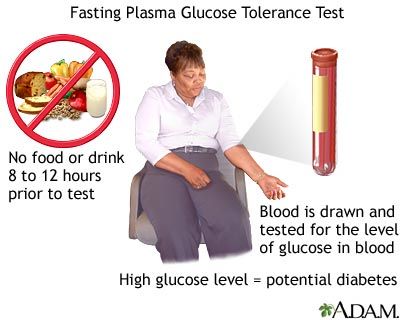 Fasting Plasma Glucose Tolerance Test
No food or drink
8 to 12 hours
prior to test
Blood is drawn and
tested for the level
of glucose in blood
High glucose level = potential diabetes
ADAM.